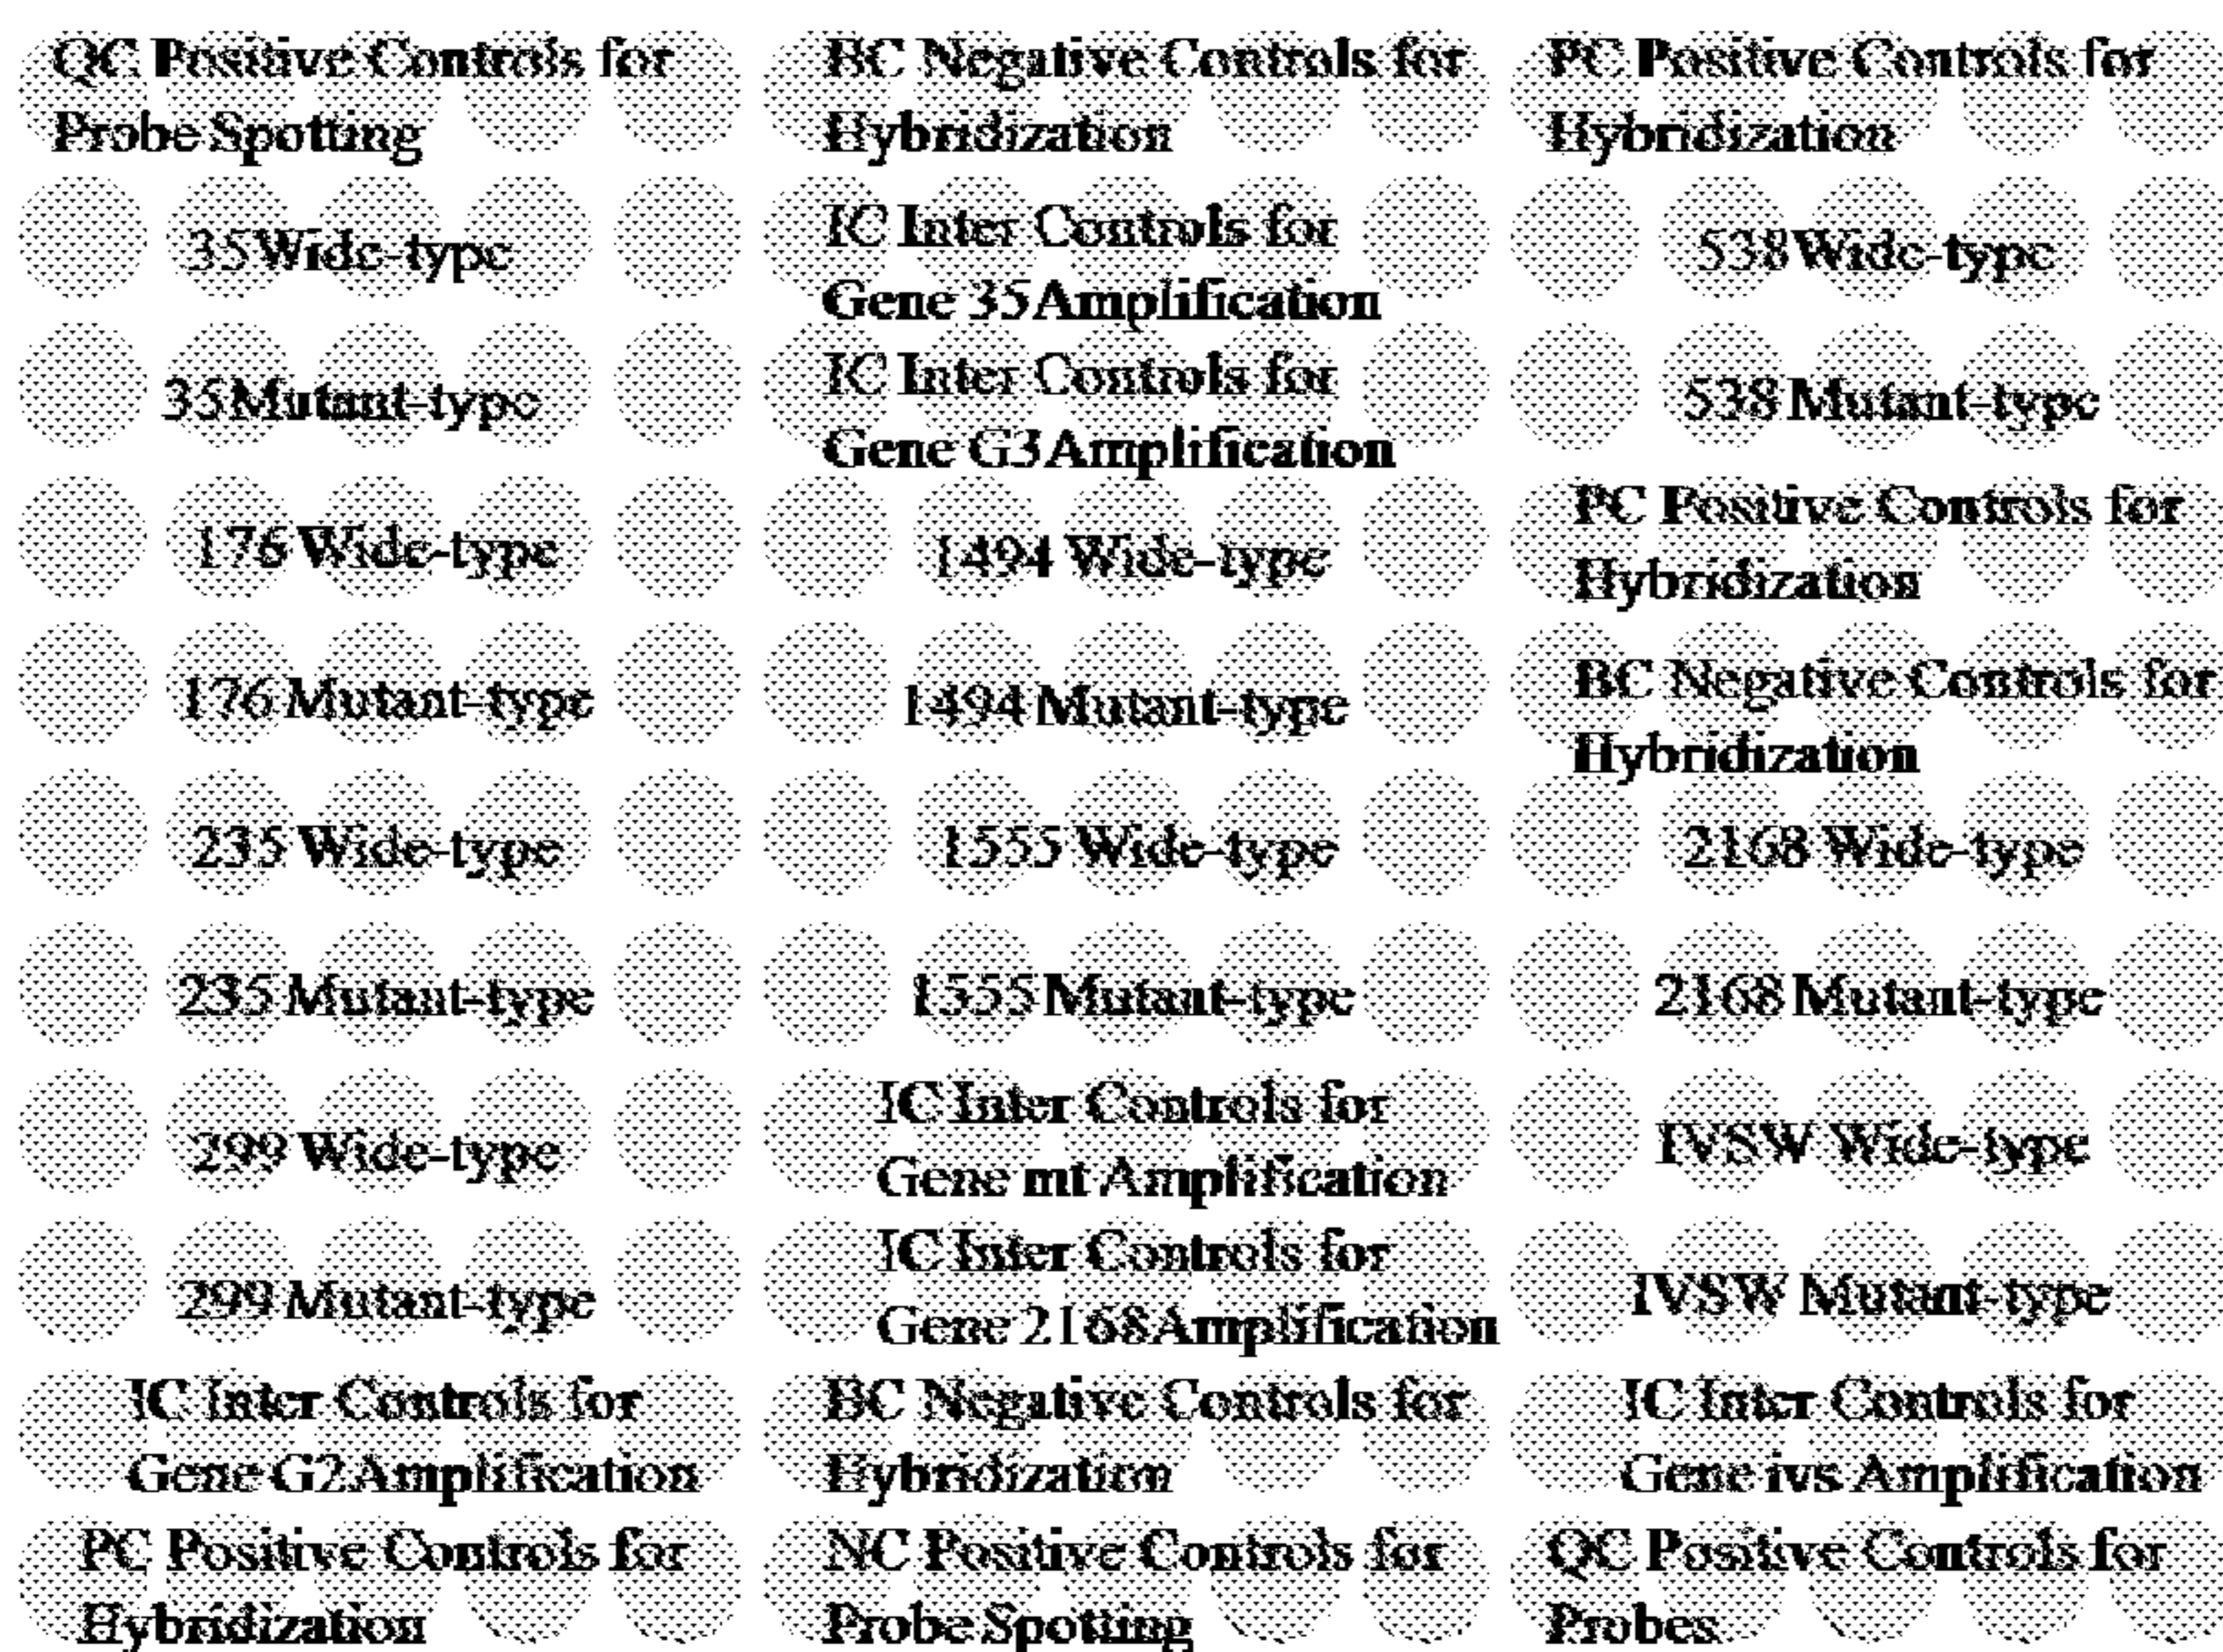 QC Positive Controls for
Probe Spotting
BC Negative Controls for
Hybridization
PC Positive Controls for
Hybridization
35 Wide-type
IC Inter Controls for
Gene 35 Amplification
538 Wide-type
35 Mutant-type
IC Inter Controls for
Gene G3 Amplification
538 Mutant-type
176 Wide-type
1494 Wide-type
PC Positive Controls for
Hybridization
176 Mutant-type
1494 Mutant-type
BC Negative Controls for
Hybridization
235 Wide-type
1555 Wide-type
2168 Wide-type
235 Mutant-type
1555 Mutant-type
2168 Mutant-type
299 Wide-type
IC Inter Controls for
Gene mt Amplification
IVSW Wide-type
299 Mutant-type
IC Inter Controls for
Gene 2168 Amplification
IVSW Mutant-type
IC Inter Controls for
Gene G2 Amplification
BC Negative Controls for
Hybridization
IC Inter Controls for
Gene ivs Amplification
PC Positive Controls for
Hybridization
NC Positive Controls for
Probe Spotting
QC Positive Controls for
Probes